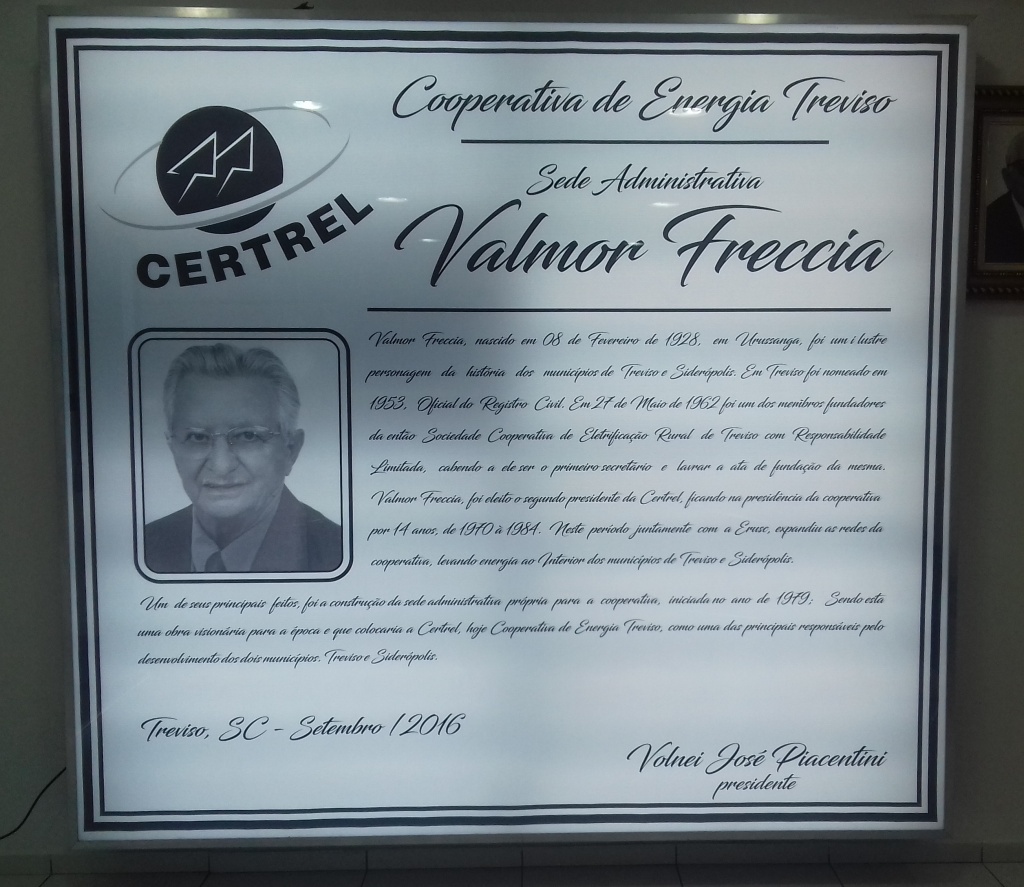 Cooperativa de Energia Treviso
CERTREL
Sede Administrativa
Valmor Freccia
Valmor Freccia, nascido em 08 de Fevereiro de 1928, em Urussanga, foi um ilustre
personagem da história dos municípios de Treviso e Siderópolis. Em Treviso foi nomeado em
1953, Oficial do Registro Civil. Em 27 de Maio de 1962 foi um dos menbros fundadores
da então Sociedade Cooperativa de Eletrificação Rural de Treviso com Responsabilidade
Limitada, cabendo a ele ser o primeiro secretário e lavrar a ata de fundação da mesma.
Valmor Freccia, foi eleito o segundo presidente da Certrel, ficando na presidência da cooperativa
por 14 anos, de 1970 à 1984. Neste período juntamente com a Erusc, expandiu as redes da
cooperativa, levando energia ao Interior dos municípios de Treviso e Siderópolis.
Um de seus principais feitos, foi a construção da sede administrativa própria para a cooperativa, iniciada no ano de 1979; Sendo esta
uma obra visionária para a época e que colocaria a Certrel, hoje Cooperativa de Energia Treviso, como uma das principais responsáveis pelo
desenvolvimento dos dois municípios. Treviso e Siderópolis.
Treviso, SC - Setembro / 2016
Volnei José Piacentini
presidente